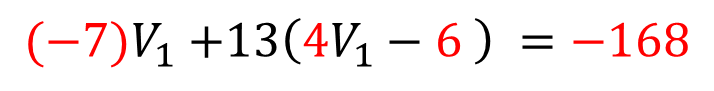 (−7)V₁ +13(4V₁ − 6 ) = −168